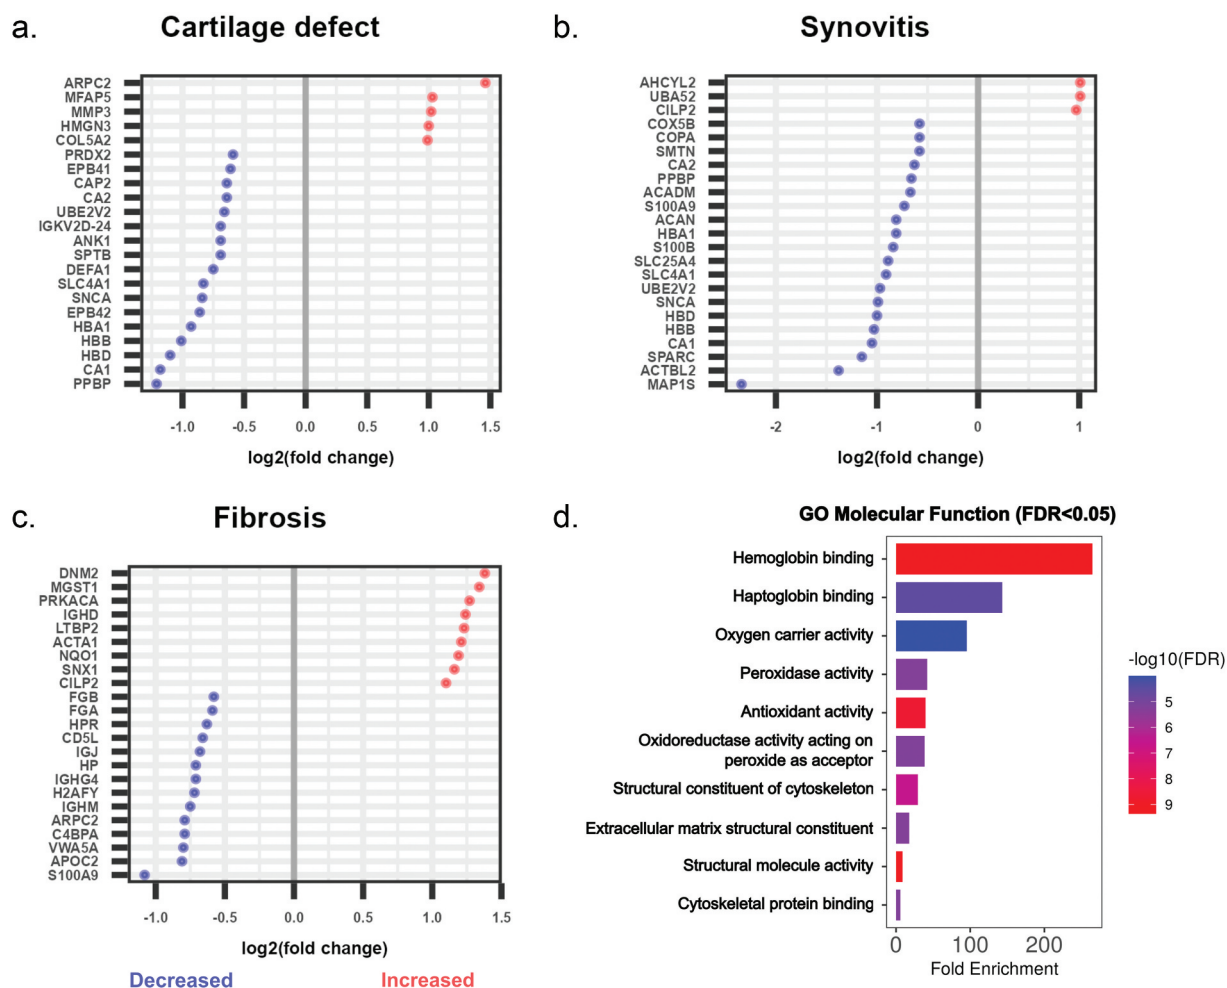 a.
Cartilage defect
ARPC2
MFAP5
MMP3
HMGN3
COL5A2
PRDX2
EPB41
CAP2
CA2
UBE2V2
IGKV2D-24
ANK1
SPTB
DEFA1
SLC4A1
SNCA
EPB42
HBA1
HBB
HBD
CA1
PPBP
-1.0 -0.5 0.0 0.5 1.0 1.5
log2(fold change)
b.
Synovitis
AHCYL2
UBA52
CILP2
COX5B
COPA
SMTN
CA2
PPBP
ACADM
S100A9
ACAN
HBA1
S100B
SLC25A4
SLC4A1
UBE2V2
SNCA
HBD
HBB
CA1
SPARC
ACTBL2
MAP1S
-2 -1 0 1
log2(fold change)
c.
Fibrosis
DNM2
MGST1
PRKACA
IGHD
LTBP2
ACTA1
NQO1
SNX1
CILP2
FGB
FGA
HPR
CD5L
IGJ
HP
IGHG4
H2AFY
IGHM
ARPC2
C4BPA
VWA5A
APOC2
S100A9
-1.0 -0.5 0.0 0.5 1.0 1.5
log2(fold change)
Decreased Increased
d.
GO Molecular Function (FDR<0.05)
Hemoglobin binding
Haptoglobin binding
Oxygen carrier activity
Peroxidase activity
Antioxidant activity
Oxidoreductase activity acting on
peroxide as acceptor
Structural constituent of cytoskeleton
Extracellular matrix structural constituent
Structural molecule activity
Cytoskeletal protein binding
0 100 200
Fold Enrichment
-log10(FDR)
5
6
7
8
9